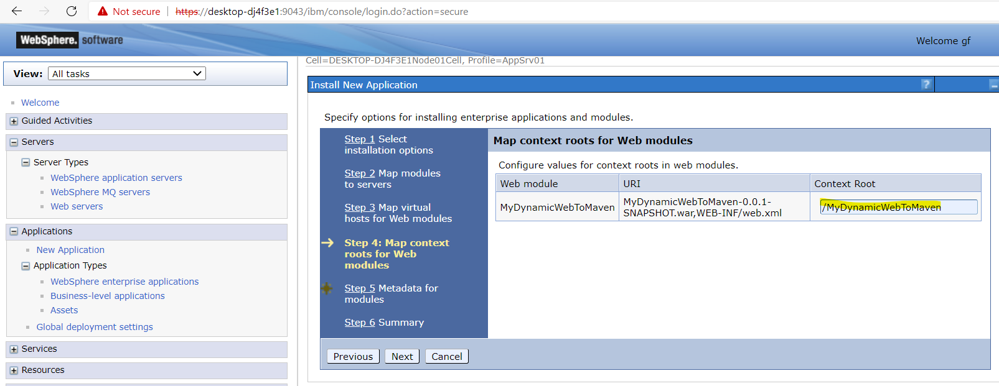 Not secure | https://desktop-dj4f3e1:9043/ibm/console/login.do?action=secure
WebSphere. software
Welcome gf
View: All tasks
Welcome
Guided Activities
Servers
Server Types
WebSphere application servers
WebSphere MQ servers
Web servers
Applications
New Application
Application Types
WebSphere enterprise applications
Business-level applications
Assets
Global deployment settings
Services
Resources
Cell=DESKTOP-DJ4F3E1Node01Cell, Profile=AppSrv01
Install New Application
?
Specify options for installing enterprise applications and modules.
Step 1 Select
installation options
Step 2 Map modules
to servers
Step 3 Map virtual
hosts for Web modules
Step 4: Map context
roots for Web
modules
Step 5 Metadata for
modules
Step 6 Summary
Map context roots for Web modules
Configure values for context roots in web modules.
Web module URI Context Root
MyDynamicWebToMaven
MyDynamicWebToMaven-0.0.1-
SNAPSHOT.war,WEB-INF/web.xml
/MyDynamicWebToMaven
Previous Next Cancel